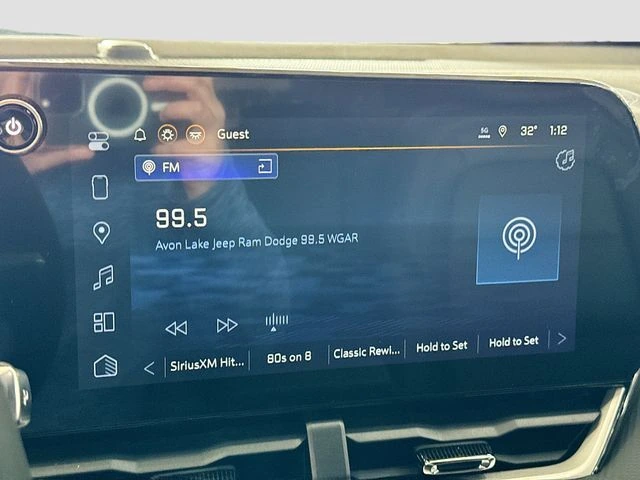 Guest
5G
32° 1:12
FM
99.5
Avon Lake Jeep Ram Dodge 99.5 WGAR
SiriusXM Hit... 80s on 8 Classic Rewi... Hold to Set Hold to Set